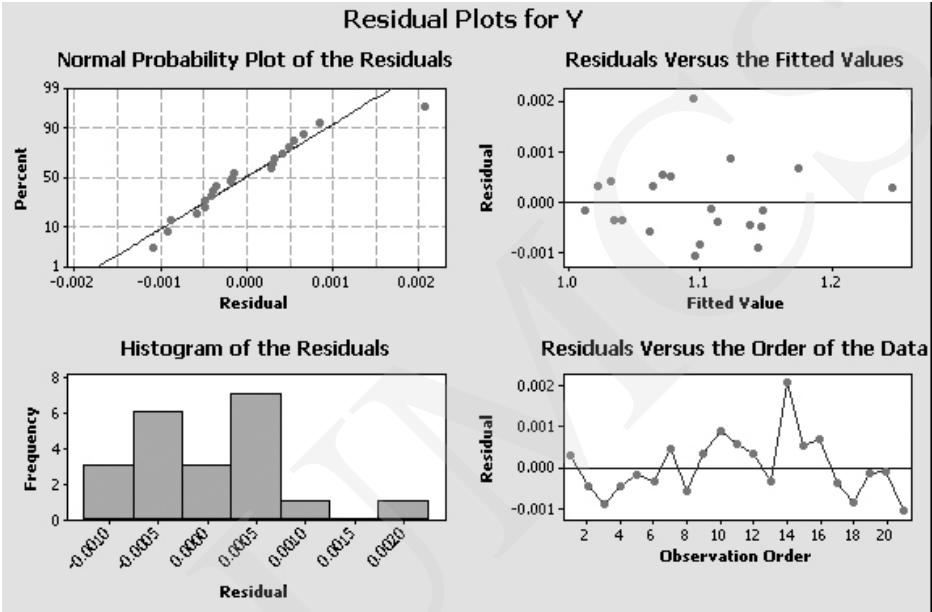 Residual Plots for Y
Normal Probability Plot of the Residuals
99
90
50
10
1
Percent
-0.002 -0.001 0.000 0.001 0.002
Residual
Residuals Versus the Fitted Values
0.002
0.001
0.000
-0.001
Residual
1.0 1.1 1.2
Fitted Value
Histogram of the Residuals
8
6
4
2
0
Frequency
-0.0010 -0.0005 0.0000 0.0005 0.0010 0.0015 0.0020
Residual
Residuals Versus the Order of the Data
0.002
0.001
0.000
-0.001
Residual
2 4 6 8 10 12 14 16 18 20
Observation Order
UMCS